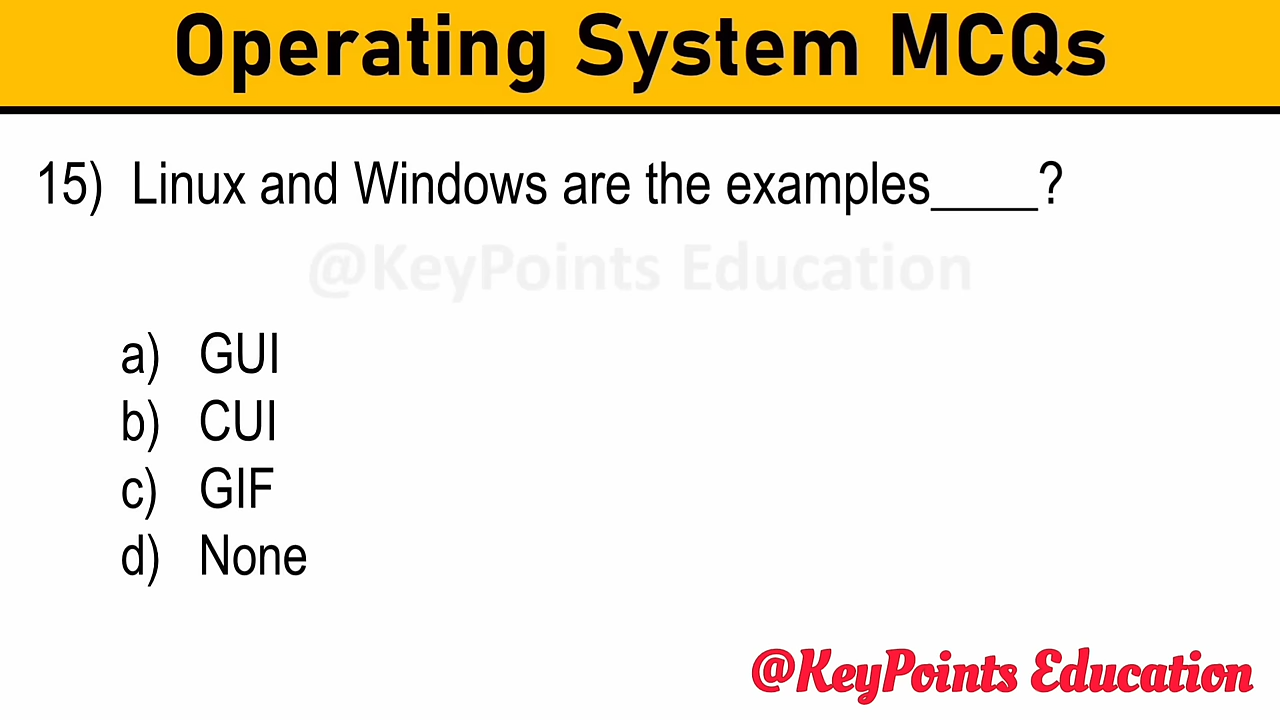 Operating System MCQs
15) Linux and Windows are the examples____?
@KeyPoints Education
a) GUI
b) CUI
c) GIF
d) None
@KeyPoints Education